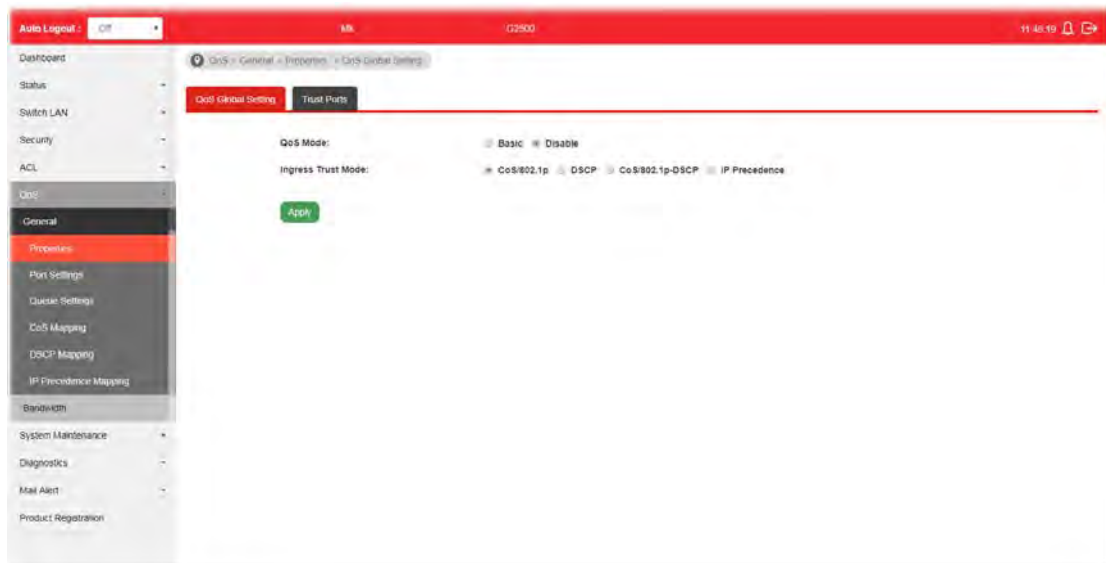 Auto Logout : Off G2500 11:46:19
Dashboard
QoS » General » Properties » QoS Global Setting
Status
QoS Global Setting Trust Ports
Switch LAN
Security
QoS Mode: Basic Disable
ACL
Ingress Trust Mode: CoS/802.1p DSCP CoS/802.1p-DSCP IP Precedence
QoS
Apply
General
Properties
Port Settings
Queue Settings
CoS Mapping
DSCP Mapping
IP Precedence Mapping
Bandwidth
System Maintenance
Diagnostics
Mail Alert
Product Registration